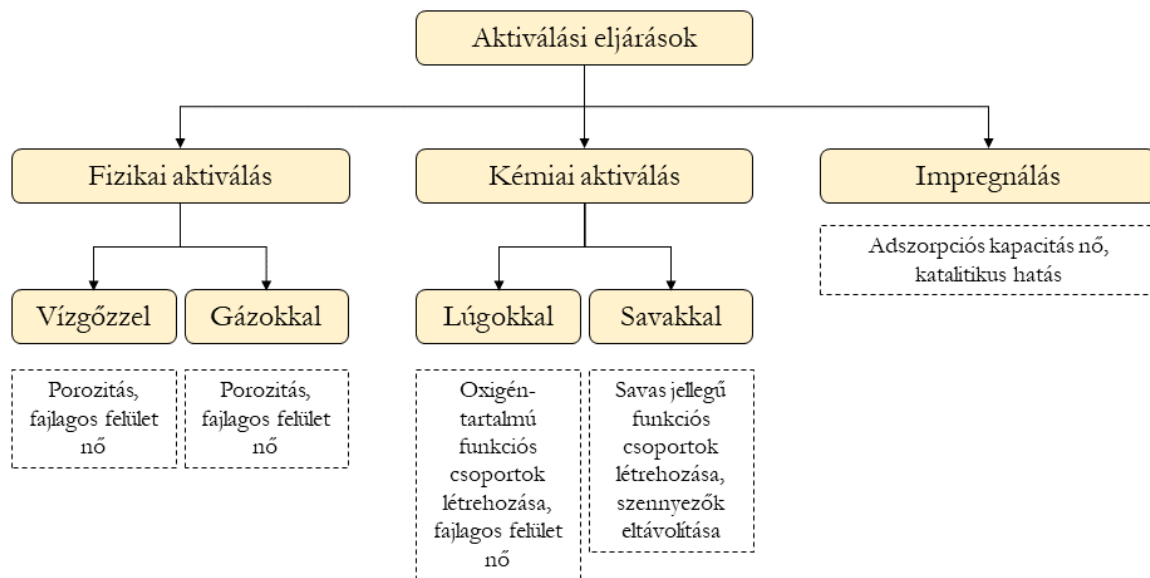 Aktiválási eljárások
Fizikai aktiválás
Kémiai aktiválás
Impregnálás
Adszorpciós kapacitás nő,
katalitikus hatás
Vízgőzzel
Gázokkal
Lúgokkal
Savakkal
Porozitás,
fajlagos felület
nő
Porozitás,
fajlagos felület
nő
Oxigén-
tartalmú
funkciós
csoportok
létrehozása,
fajlagos felület
nő
Savas jellegű
funkciós
csoportok
létrehozása,
szennyezők
eltávolítása